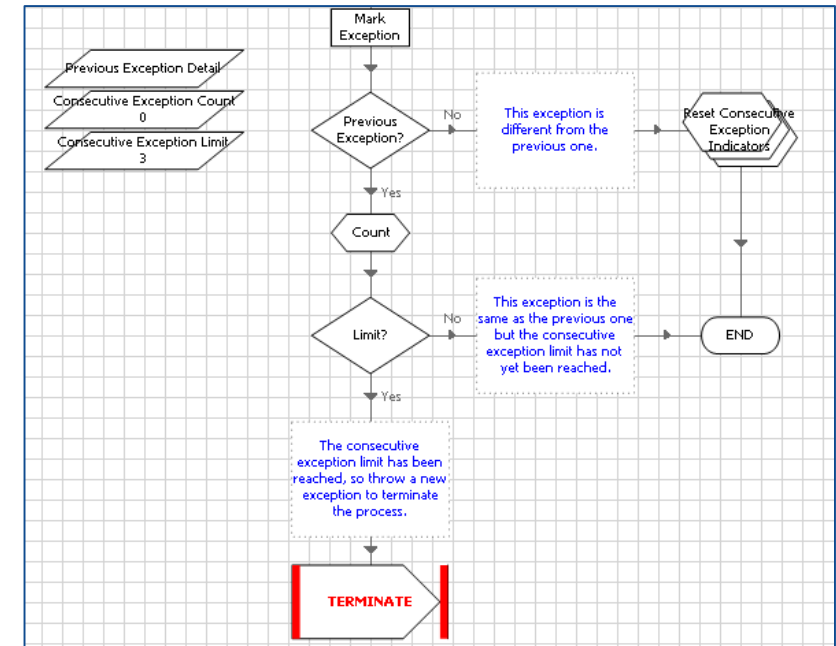 Mark
Exception
Previous Exception Detail
Consecutive Exception Count
0
Consecutive Exception Limit
3
Previous
Exception?
No
This exception is
different from the
previous one.
Reset Consecutive
Exception
Indicators
Yes
Count
Limit?
No
This exception is the
same as the previous one
but the consecutive
exception limit has not
yet been reached.
END
Yes
The consecutive
exception limit has been
reached, so throw a new
exception to terminate
the process.
TERMINATE